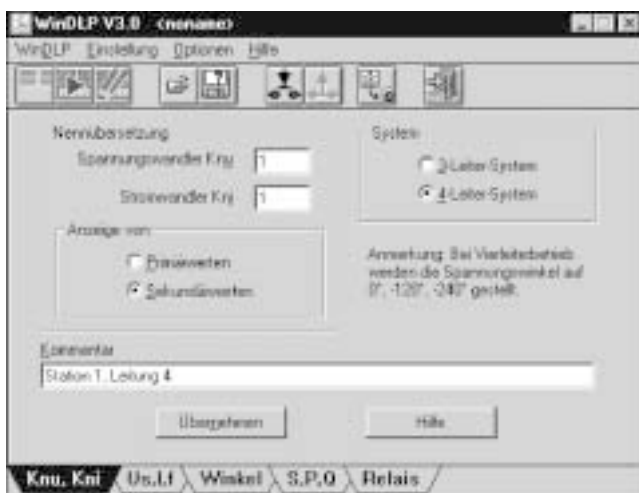 WinDLP V3.0 (noname)
WinDLP Einstellung Optionen Hilfe
Nennübersetzung
Spannungswandler Knu 1
Stromwandler Kni 1
System
3-Leiter-System
4-Leiter-System
Anzeige von
Primärwerten
Sekundärwerten
Anmerkung: Bei Vierleiterbetrieb
werden die Spannungswinkel auf
0°, -120°, -240° gestellt.
Kommentar
Station 1, Leitung 4
Übernehmen
Hilfe
Knu, Kni Us,Lf Winkel S,P,Q Relais